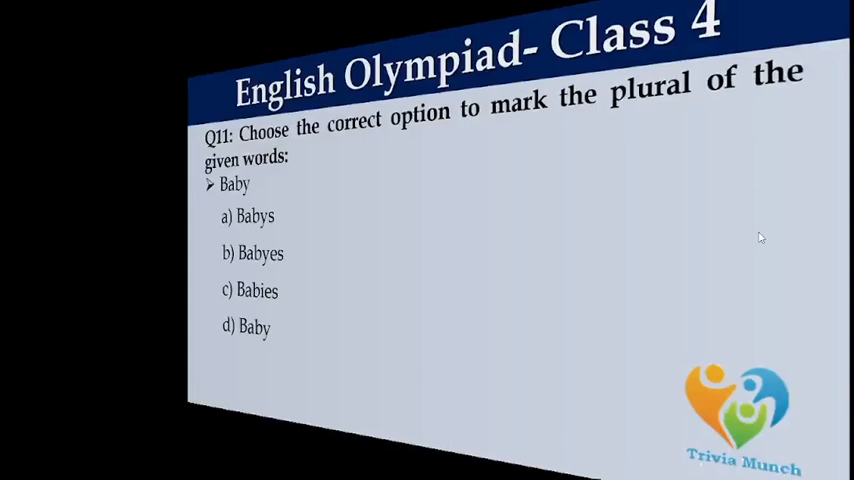 English Olympiad- Class 4
Q11: Choose the correct option to mark the plural of the
given words:
➢ Baby
a) Babys
b) Babyes
c) Babies
d) Baby
Trivia Munch